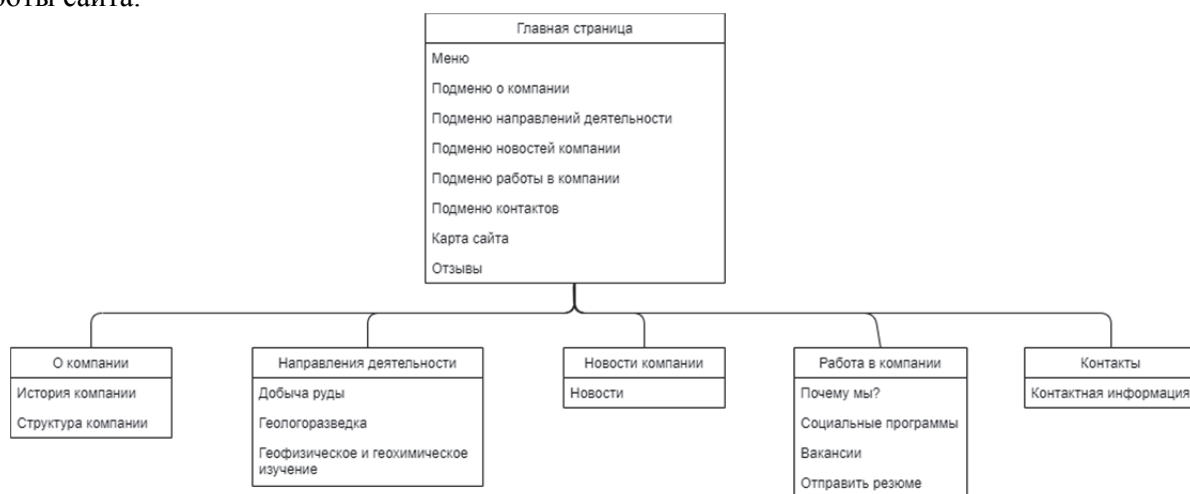 боты сайта.
Главная страница
Меню
Подменю о компании
Подменю направлений деятельности
Подменю новостей компании
Подменю работы в компании
Подменю контактов
Карта сайта
Отзывы
О компании
История компании
Структура компании
Направления деятельности
Добыча руды
Геологоразведка
Геофизическое и геохимическое
изучение
Новости компании
Новости
Работа в компании
Почему мы?
Социальные программы
Вакансии
Отправить резюме
Контакты
Контактная информация